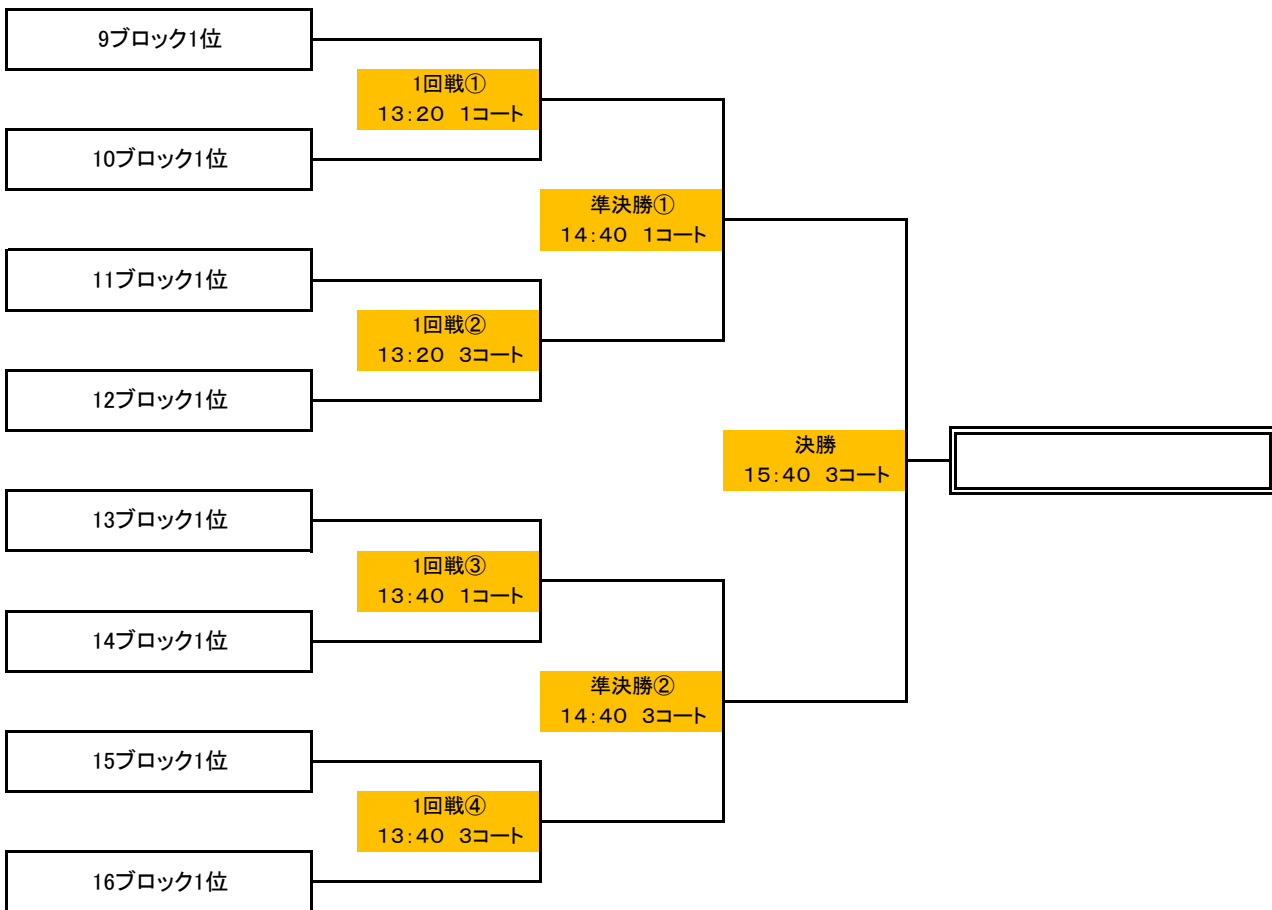 9ブロック1位
1回戦①
13:20 1コート
10ブロック1位
準決勝①
14:40 1コート
11ブロック1位
1回戦②
13:20 3コート
12ブロック1位
決勝
15:40 3コート
13ブロック1位
1回戦③
13:40 1コート
14ブロック1位
準決勝②
14:40 3コート
15ブロック1位
1回戦④
13:40 3コート
16ブロック1位